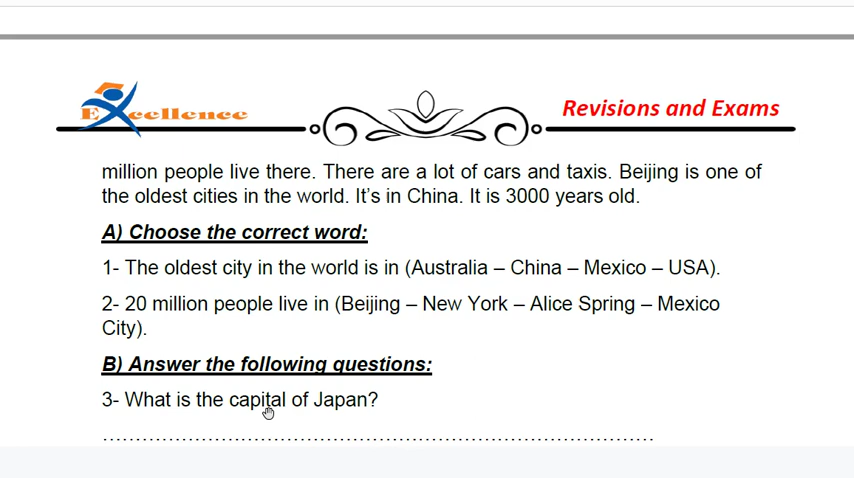 Excellence
Revisions and Exams
million people live there. There are a lot of cars and taxis. Beijing is one of
the oldest cities in the world. It's in China. It is 3000 years old.
A) Choose the correct word:
1- The oldest city in the world is in (Australia – China – Mexico – USA).
2- 20 million people live in (Beijing – New York – Alice Spring – Mexico
City).
B) Answer the following questions:
3- What is the capital of Japan?
....................................................................................